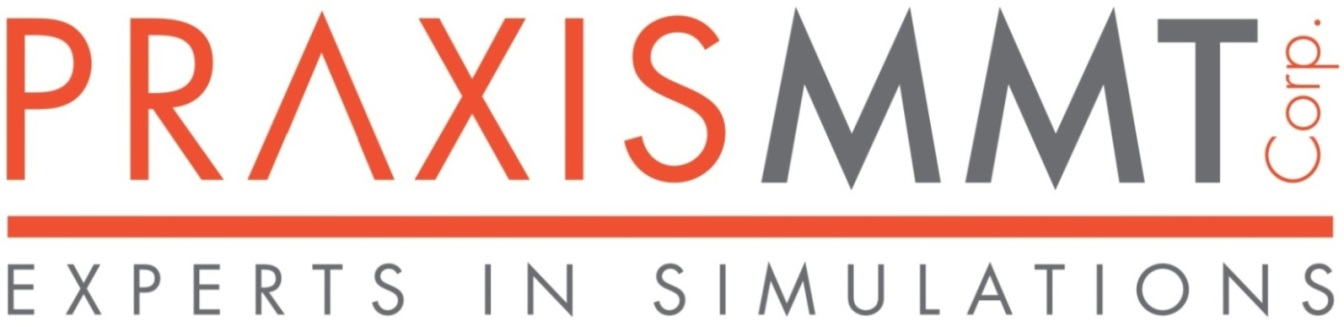 PRAXISMMT Corp.
EXPERTS IN SIMULATIONS